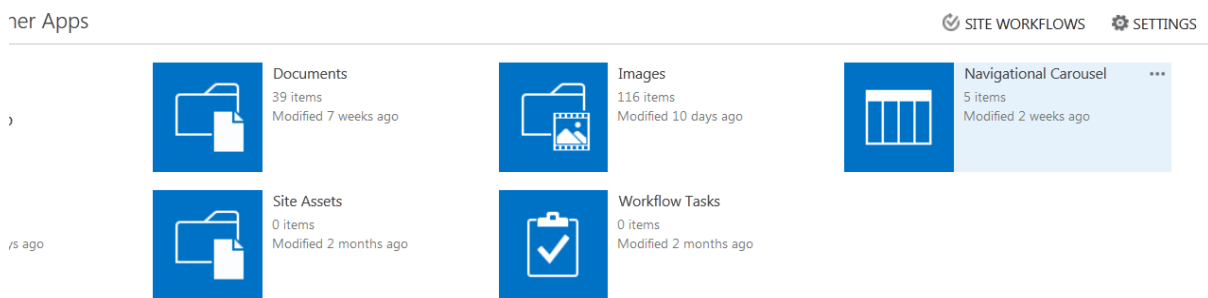 ner Apps
SITE WORKFLOWS
SETTINGS
Documents
39 items
Modified 7 weeks ago
Images
116 items
Modified 10 days ago
Navigational Carousel ...
5 items
Modified 2 weeks ago
Site Assets
0 items
Modified 2 months ago
Workflow Tasks
0 items
Modified 2 months ago
ys ago